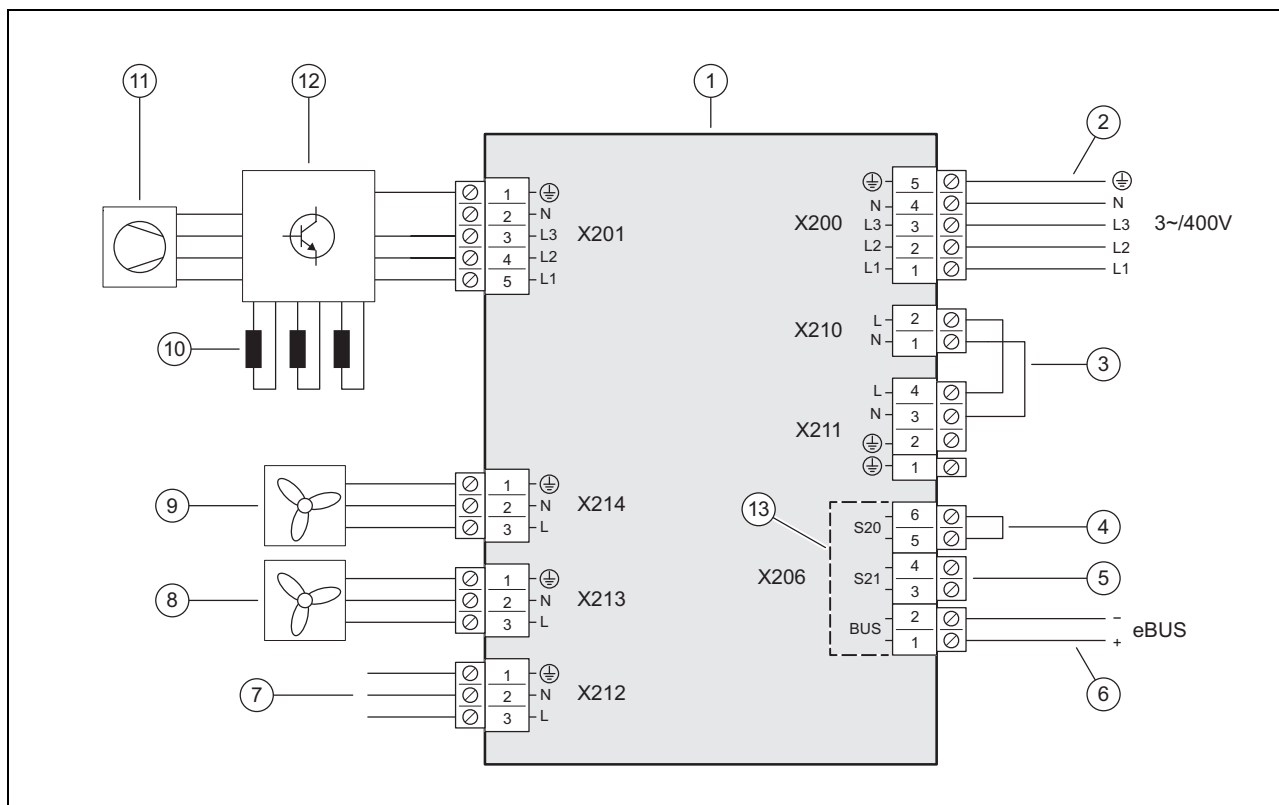 11
12
1
2
X201
1
2 N
3 L3
4 L2
5 L1
X200
5
N 4 N
L3 3 L3
L2 2 L2
L1 1 L1
3~/400V
10
X210
L 2
N 1
3
X211
L 4
N 3
2
1
9
1
2 N
3 L
X214
8
1
2 N
3 L
X213
7
1
2 N
3 L
X212
13
X206
S20
6
5
4
S21
4
3
5
BUS
2 –
1 +
eBUS
6